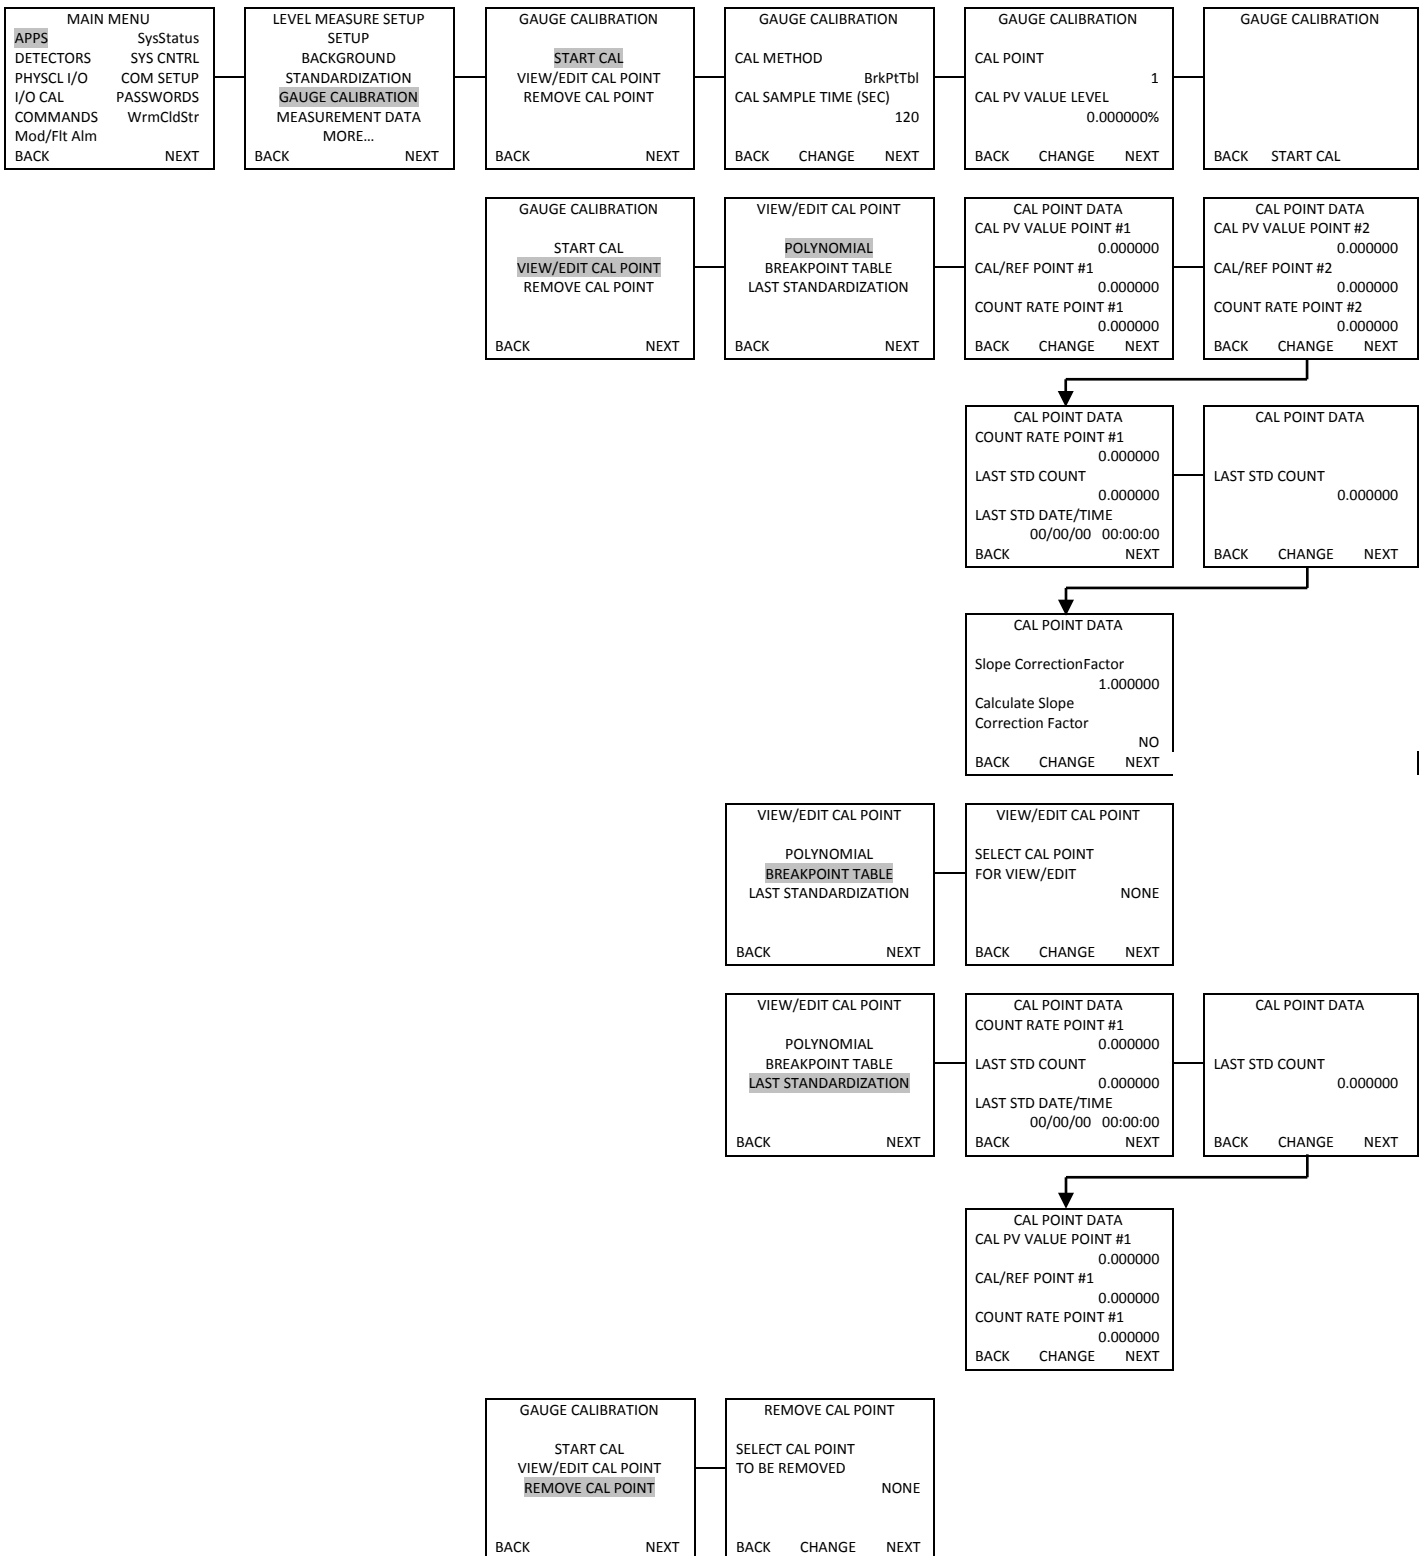 MAIN MENU
APPS SysStatus
DETECTORS SYS CNTRL
PHYSCL I/O COM SETUP
I/O CAL PASSWORDS
COMMANDS WrmCldStr
Mod/Flt Alm
BACK NEXT
LEVEL MEASURE SETUP
SETUP
BACKGROUND
STANDARDIZATION
GAUGE CALIBRATION
MEASUREMENT DATA
MORE...
BACK NEXT
GAUGE CALIBRATION
START CAL
VIEW/EDIT CAL POINT
REMOVE CAL POINT
BACK NEXT
GAUGE CALIBRATION
CAL METHOD
BrkPtTbl
CAL SAMPLE TIME (SEC)
120
BACK CHANGE NEXT
GAUGE CALIBRATION
CAL POINT
1
CAL PV VALUE LEVEL
0.000000%
BACK CHANGE NEXT
GAUGE CALIBRATION
BACK START CAL
GAUGE CALIBRATION
START CAL
VIEW/EDIT CAL POINT
REMOVE CAL POINT
BACK NEXT
VIEW/EDIT CAL POINT
POLYNOMIAL
BREAKPOINT TABLE
LAST STANDARDIZATION
BACK NEXT
CAL POINT DATA
CAL PV VALUE POINT #1
0.000000
CAL/REF POINT #1
0.000000
COUNT RATE POINT #1
0.000000
BACK CHANGE NEXT
CAL POINT DATA
CAL PV VALUE POINT #2
0.000000
CAL/REF POINT #2
0.000000
COUNT RATE POINT #2
0.000000
BACK CHANGE NEXT
CAL POINT DATA
COUNT RATE POINT #1
0.000000
LAST STD COUNT
0.000000
LAST STD DATE/TIME
00/00/00 00:00:00
BACK NEXT
CAL POINT DATA
LAST STD COUNT
0.000000
BACK CHANGE NEXT
CAL POINT DATA
Slope CorrectionFactor
1.000000
Calculate Slope
Correction Factor
NO
BACK CHANGE NEXT
VIEW/EDIT CAL POINT
POLYNOMIAL
BREAKPOINT TABLE
LAST STANDARDIZATION
BACK NEXT
VIEW/EDIT CAL POINT
SELECT CAL POINT
FOR VIEW/EDIT
NONE
BACK CHANGE NEXT
VIEW/EDIT CAL POINT
POLYNOMIAL
BREAKPOINT TABLE
LAST STANDARDIZATION
BACK NEXT
CAL POINT DATA
COUNT RATE POINT #1
0.000000
LAST STD COUNT
0.000000
LAST STD DATE/TIME
00/00/00 00:00:00
BACK NEXT
CAL POINT DATA
LAST STD COUNT
0.000000
BACK CHANGE NEXT
CAL POINT DATA
CAL PV VALUE POINT #1
0.000000
CAL/REF POINT #1
0.000000
COUNT RATE POINT #1
0.000000
BACK CHANGE NEXT
GAUGE CALIBRATION
START CAL
VIEW/EDIT CAL POINT
REMOVE CAL POINT
BACK NEXT
REMOVE CAL POINT
SELECT CAL POINT
TO BE REMOVED
NONE
BACK CHANGE NEXT